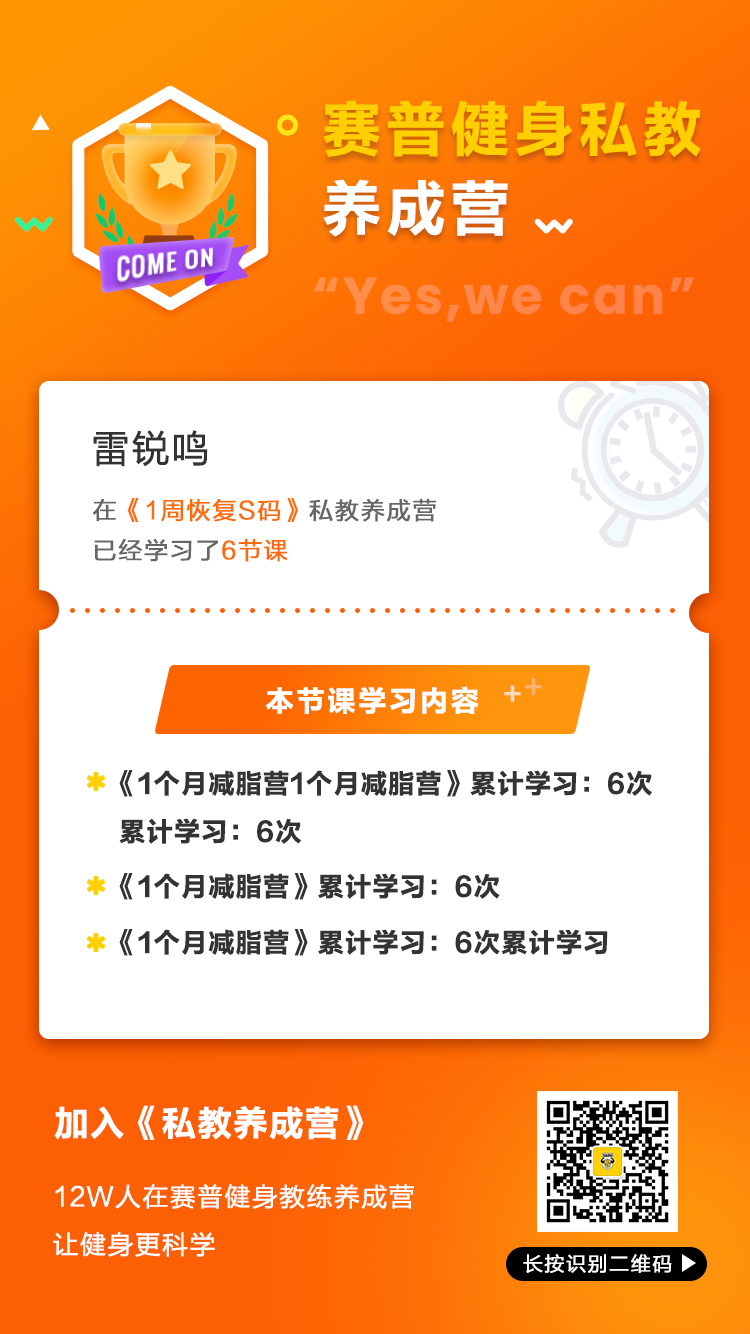 赛普健身私教
养成营
COME ON
“Yes,we can”
雷锐鸣
在《1周恢复S码》私教养成营
已经学习了6节课
本节课学习内容
《1个月减脂营1个月减脂营》累计学习：6次
累计学习：6次
《1个月减脂营》累计学习：6次
《1个月减脂营》累计学习：6次累计学习
加入《私教养成营》
12W人在赛普健身教练养成营
让健身更科学
长按识别二维码